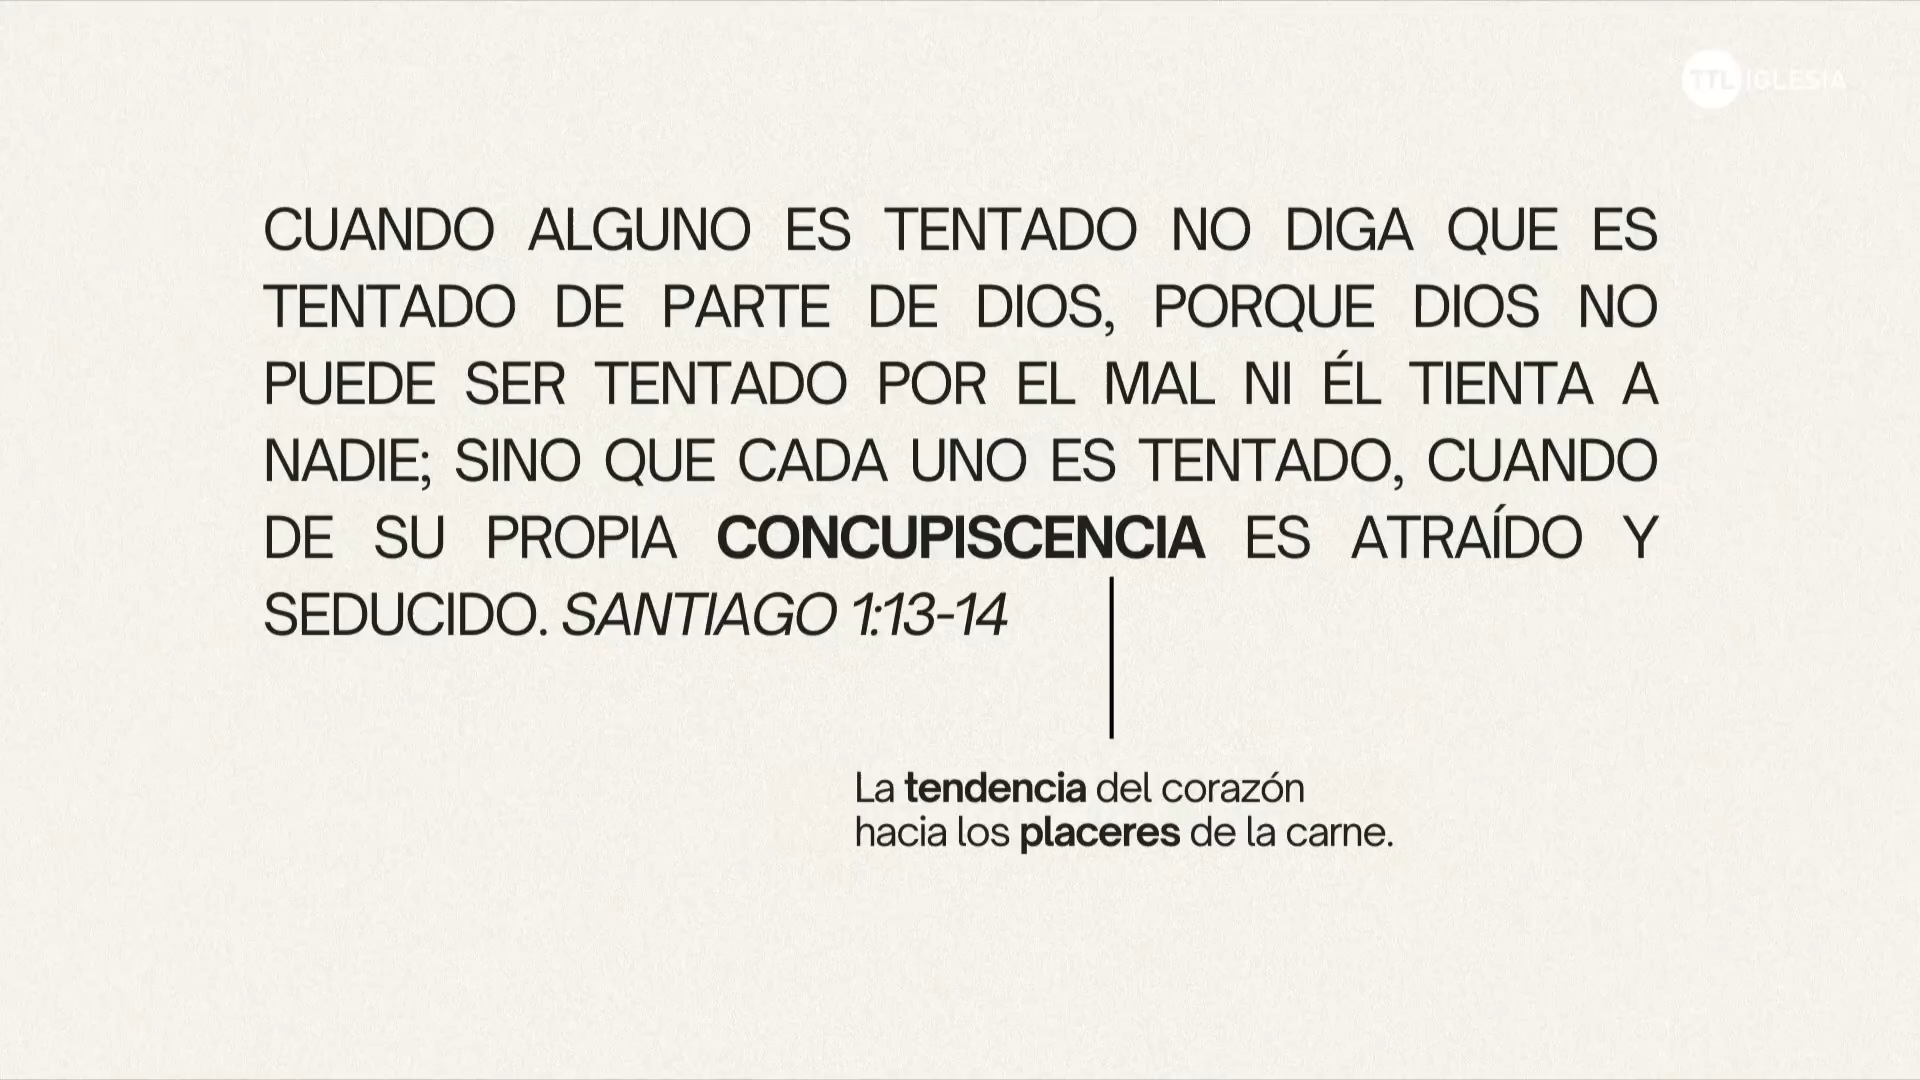 TTL IGLESIA
CUANDO ALGUNO ES TENTADO NO DIGA QUE ES
TENTADO DE PARTE DE DIOS, PORQUE DIOS NO
PUEDE SER TENTADO POR EL MAL NI ÉL TIENTA A
NADIE; SINO QUE CADA UNO ES TENTADO, CUANDO
DE SU PROPIA CONCUPISCENCIA ES ATRAÍDO Y
SEDUCIDO. SANTIAGO 1:13-14
La tendencia del corazón
hacia los placeres de la carne.